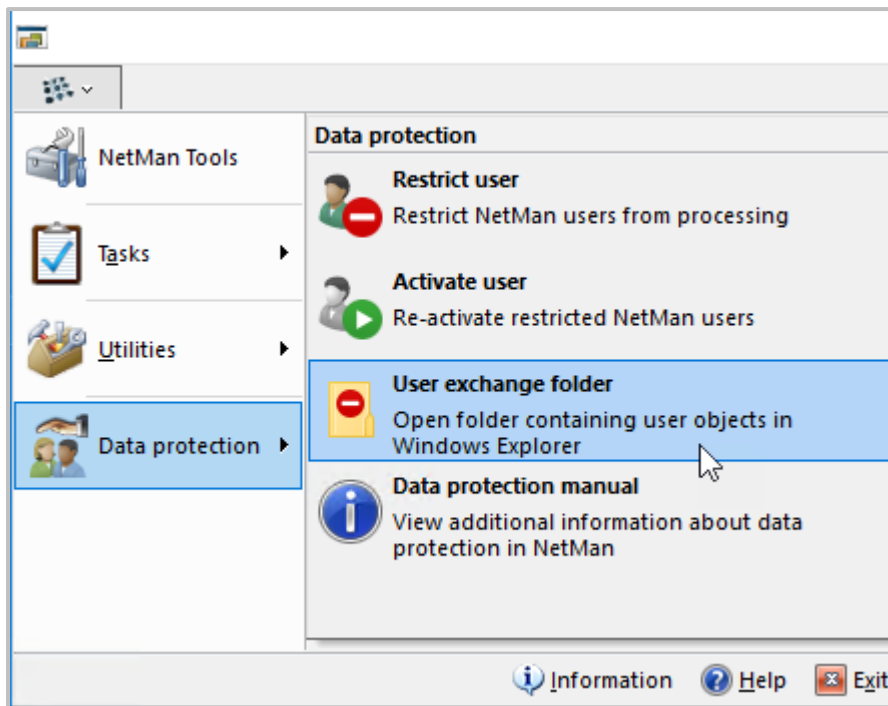 NetMan Tools
Tasks
Utilities
Data protection
Data protection
Restrict user
Restrict NetMan users from processing
Activate user
Re-activate restricted NetMan users
User exchange folder
Open folder containing user objects in
Windows Explorer
Data protection manual
View additional information about data
protection in NetMan
Information Help Exit